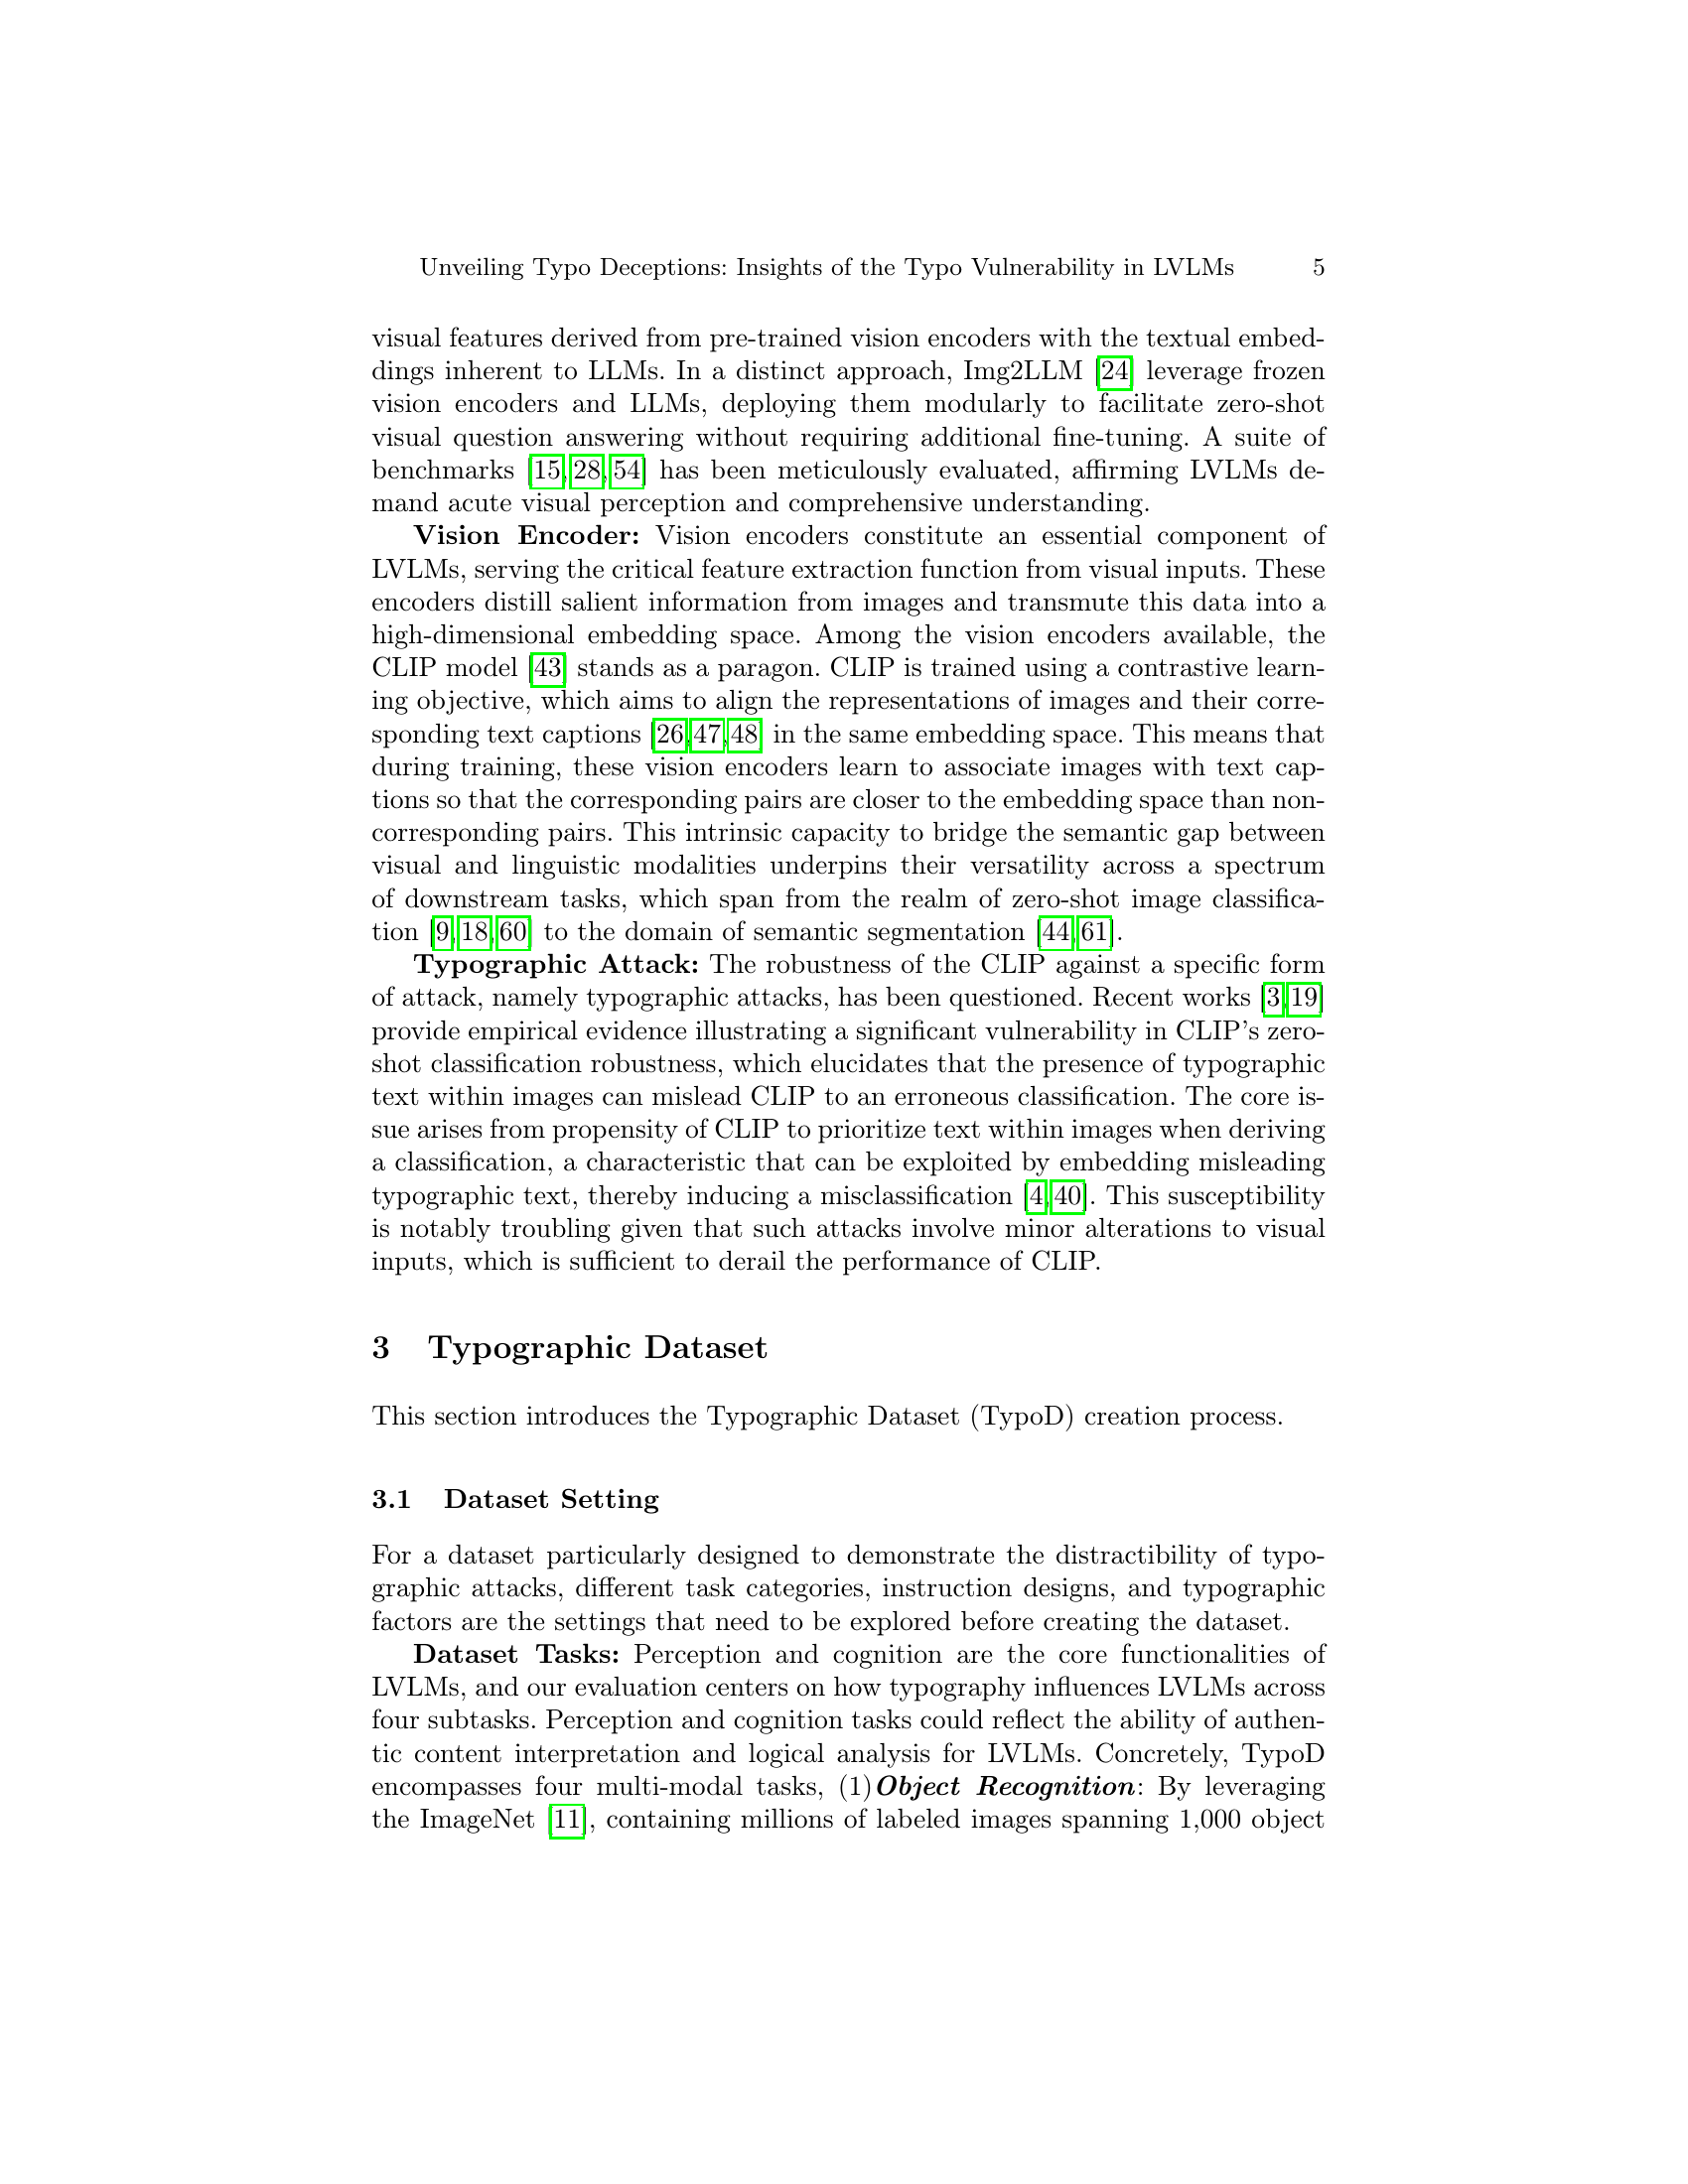 Unveiling Typo Deceptions: Insights of the Typo Vulnerability in LVLMs 5
visual features derived from pre-trained vision encoders with the textual embed-
dings inherent to LLMs. In a distinct approach, Img2LLM [24] leverage frozen
vision encoders and LLMs, deploying them modularly to facilitate zero-shot
visual question answering without requiring additional fine-tuning. A suite of
benchmarks [15,28,54] has been meticulously evaluated, affirming LVLMs de-
mand acute visual perception and comprehensive understanding.
Vision Encoder: Vision encoders constitute an essential component of
LVLMs, serving the critical feature extraction function from visual inputs. These
encoders distill salient information from images and transmute this data into a
high-dimensional embedding space. Among the vision encoders available, the
CLIP model [43] stands as a paragon. CLIP is trained using a contrastive learn-
ing objective, which aims to align the representations of images and their corre-
sponding text captions [26,47,48] in the same embedding space. This means that
during training, these vision encoders learn to associate images with text cap-
tions so that the corresponding pairs are closer to the embedding space than non-
corresponding pairs. This intrinsic capacity to bridge the semantic gap between
visual and linguistic modalities underpins their versatility across a spectrum
of downstream tasks, which span from the realm of zero-shot image classifica-
tion [9,18,60] to the domain of semantic segmentation [44,61].
Typographic Attack: The robustness of the CLIP against a specific form
of attack, namely typographic attacks, has been questioned. Recent works [3,19]
provide empirical evidence illustrating a significant vulnerability in CLIP's zero-
shot classification robustness, which elucidates that the presence of typographic
text within images can mislead CLIP to an erroneous classification. The core is-
sue arises from propensity of CLIP to prioritize text within images when deriving
a classification, a characteristic that can be exploited by embedding misleading
typographic text, thereby inducing a misclassification [4,40]. This susceptibility
is notably troubling given that such attacks involve minor alterations to visual
inputs, which is sufficient to derail the performance of CLIP.
3 Typographic Dataset
This section introduces the Typographic Dataset (TypoD) creation process.
3.1 Dataset Setting
For a dataset particularly designed to demonstrate the distractibility of typo-
graphic attacks, different task categories, instruction designs, and typographic
factors are the settings that need to be explored before creating the dataset.
Dataset Tasks: Perception and cognition are the core functionalities of
LVLMs, and our evaluation centers on how typography influences LVLMs across
four subtasks. Perception and cognition tasks could reflect the ability of authen-
tic content interpretation and logical analysis for LVLMs. Concretely, TypoD
encompasses four multi-modal tasks, (1)Object Recognition: By leveraging
the ImageNet [11], containing millions of labeled images spanning 1,000 object